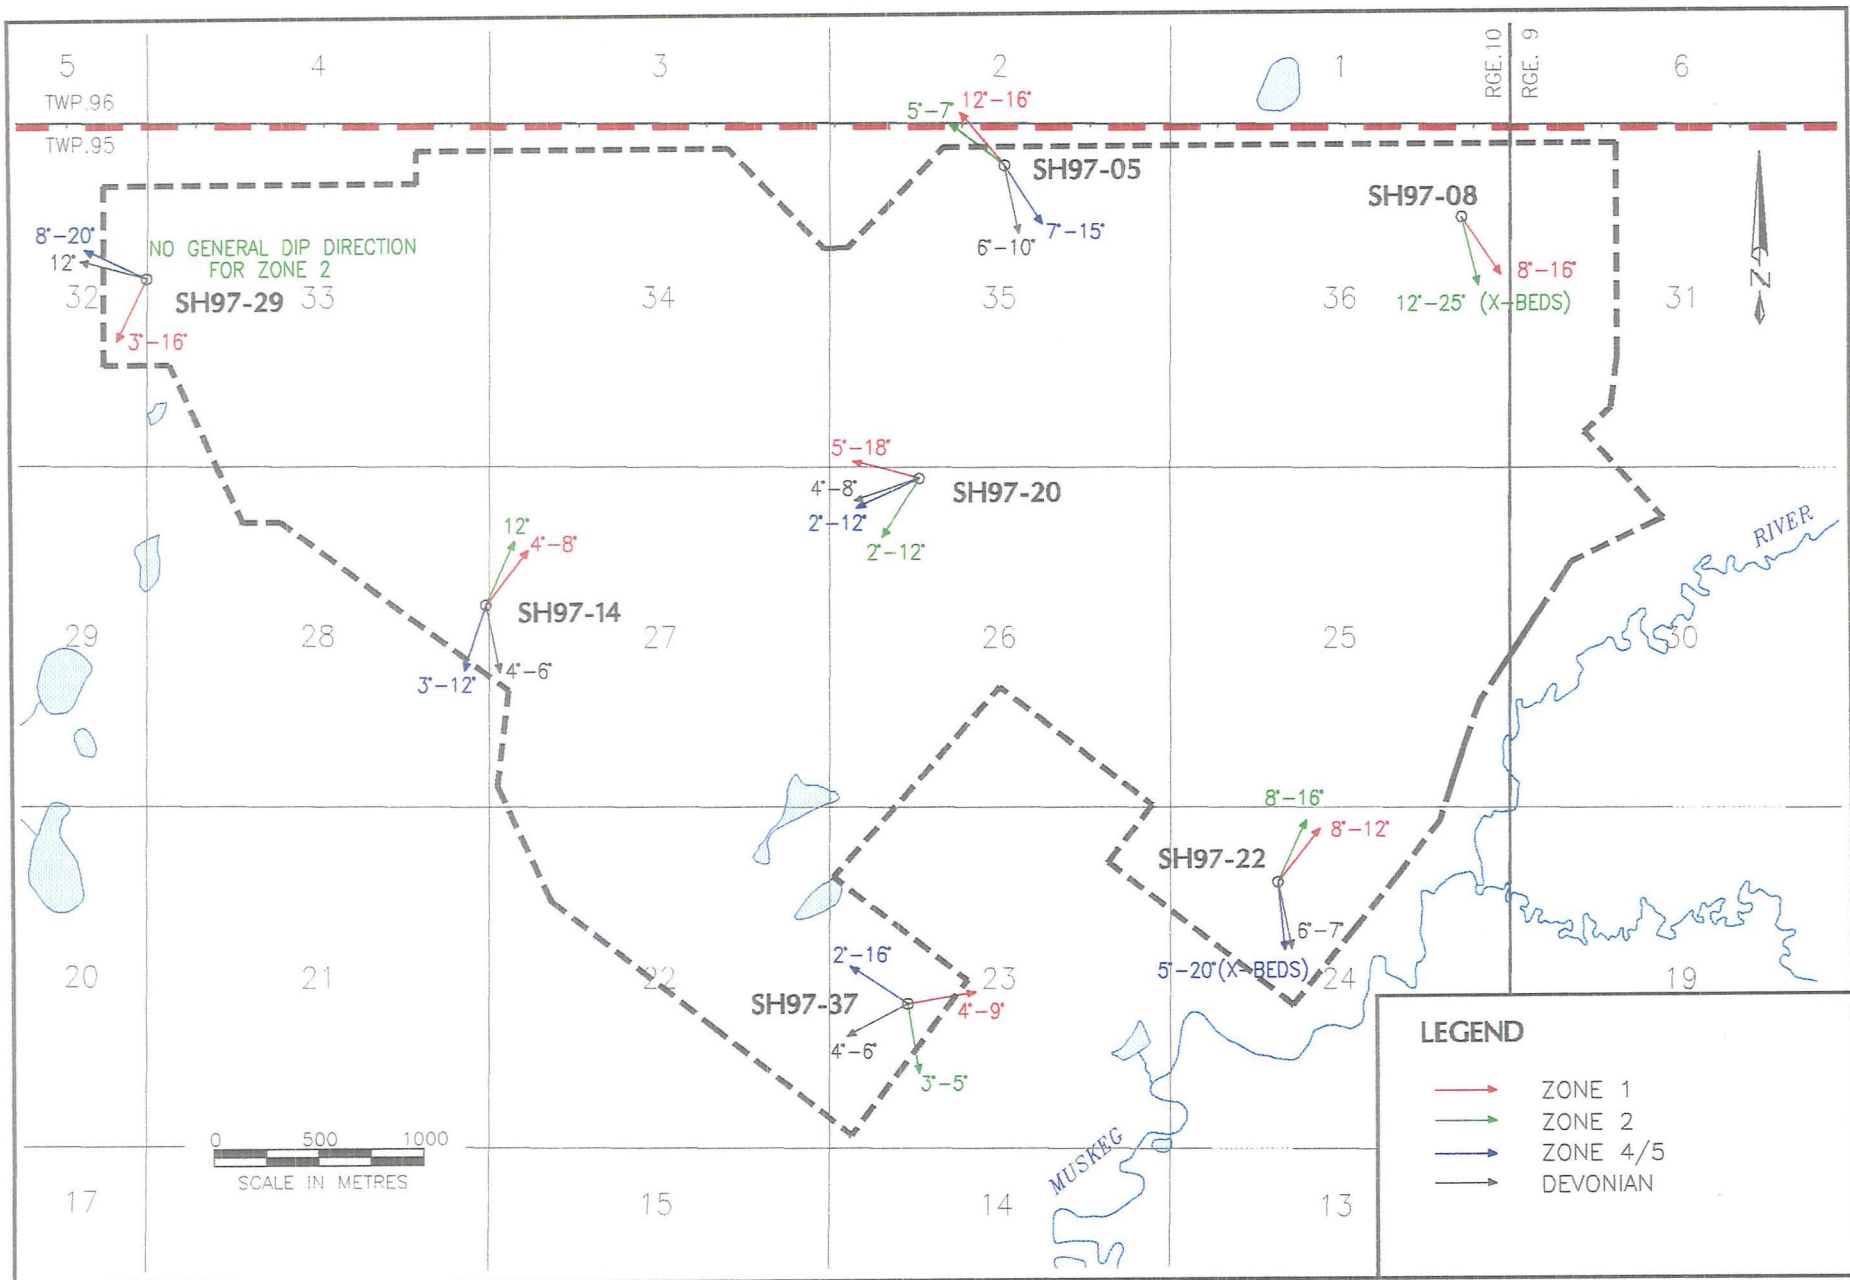 5
4
3
2
1
RGE. 10
RGE. 9
6
TWP.96
TWP.95
5°-7°
12°-16°
SH97-05
7°-15°
6°-10°
SH97-08
8°-16°
12°-25° (X-BEDS)
8°-20°
12°
NO GENERAL DIP DIRECTION
FOR ZONE 2
SH97-29
3°-16°
32
33
34
35
36
31
N
5°-18°
4°-8°
SH97-20
2°-12°
2°-12°
12°
4°-8°
SH97-14
3°-12°
4°-6°
29
28
27
26
25
30
RIVER
8°-16°
8°-12°
SH97-22
6°-7°
5°-20°(X-BEDS)
2°-16°
SH97-37
4°-9°
4°-6°
3°-5°
20
21
22
23
24
19
0 500 1000
SCALE IN METRES
MUSKEG
17
15
14
13
LEGEND
ZONE 1
ZONE 2
ZONE 4/5
DEVONIAN